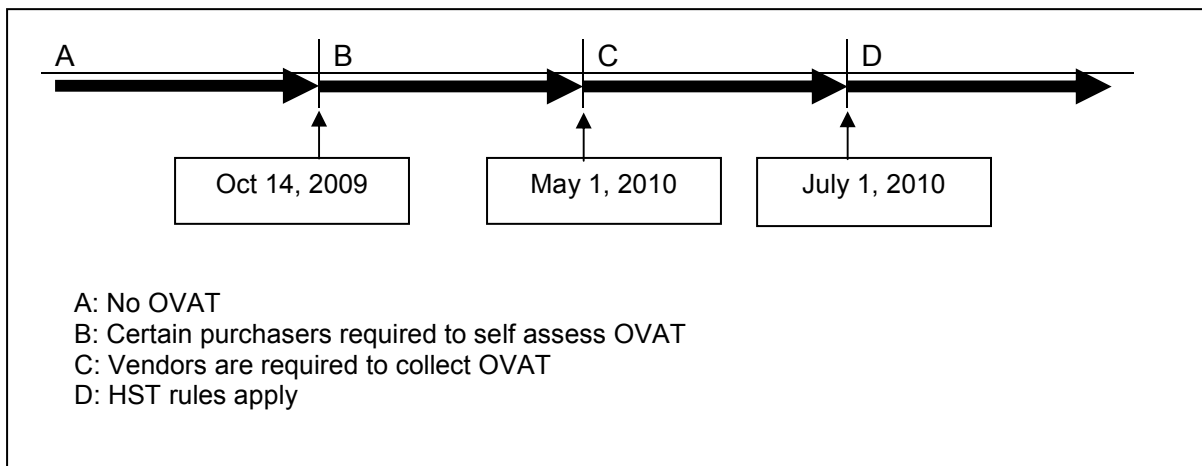 A B C D
Oct 14, 2009 May 1, 2010 July 1, 2010
A: No OVAT
B: Certain purchasers required to self assess OVAT
C: Vendors are required to collect OVAT
D: HST rules apply